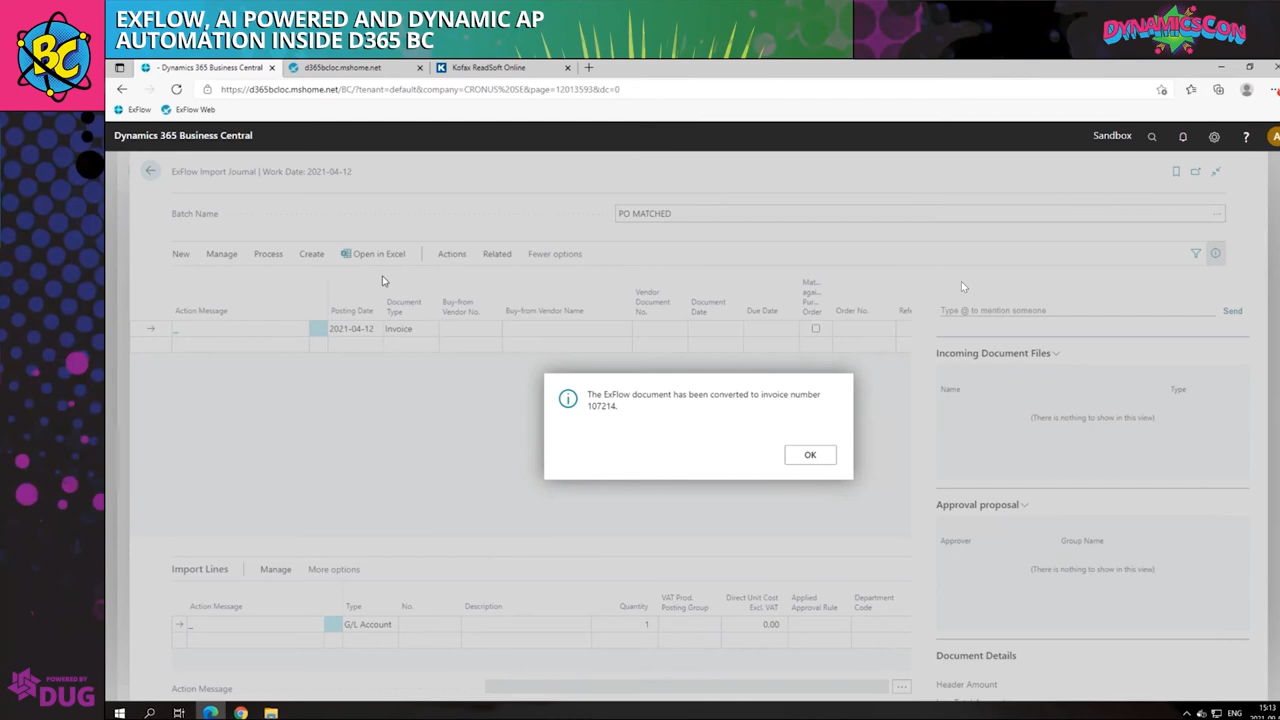 EXFLOW, AI POWERED AND DYNAMIC AP
AUTOMATION INSIDE D365 BC
BC
DYNAMICSCON
- Dynamics 365 Business Central
d365bcloc.mshome.net
Kofax ReadSoft Online
https://d365bcloc.mshome.net/BC/?tenant=default&company=CRONUS%20SE&page=12013593&dc=0
ExFlow
ExFlow Web
Dynamics 365 Business Central
Sandbox
ExFlow Import Journal | Work Date: 2021-04-12
Batch Name
PO MATCHED
New
Manage
Process
Create
Open in Excel
Actions
Related
Fewer options
Action Message
Posting Date
Document
Type
Buy-from
Vendor No.
Buy-from Vendor Name
Vendor
Document
No.
Document
Date
Due Date
Mat...
agai...
Pur...
Order
Order No.
Refe
2021-04-12
Invoice
Type @ to mention someone
Send
Incoming Document Files
Name
Type
(There is nothing to show in this view)
The ExFlow document has been converted to invoice number
107214.
OK
Approval proposal
Approver
Group Name
(There is nothing to show in this view)
Import Lines
Manage
More options
Action Message
Type
No.
Description
Quantity
VAT Prod.
Posting Group
Direct Unit Cost
Excl. VAT
Applied
Approval Rule
Department
Code
G/L Account
1
0.00
Document Details
Header Amount
Action Message
POWERED BY
DUG
ENG
15:13